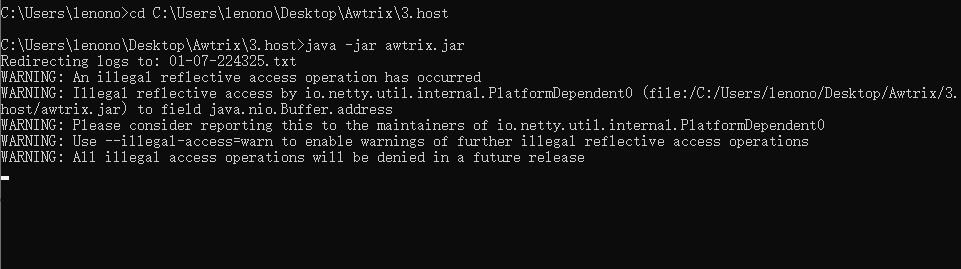 C:\Users\lenono>cd C:\Users\lenono\Desktop\Awtrix\3.host
C:\Users\lenono\Desktop\Awtrix\3.host>java -jar awtrix.jar
Redirecting logs to: 01-07-224325.txt
WARNING: An illegal reflective access operation has occurred
WARNING: Illegal reflective access by io.netty.util.internal.PlatformDependent0 (file:/C:/Users/lenono/Desktop/Awtrix/3.
host/awtrix.jar) to field java.nio.Buffer.address
WARNING: Please consider reporting this to the maintainers of io.netty.util.internal.PlatformDependent0
WARNING: Use --illegal-access=warn to enable warnings of further illegal reflective access operations
WARNING: All illegal access operations will be denied in a future release